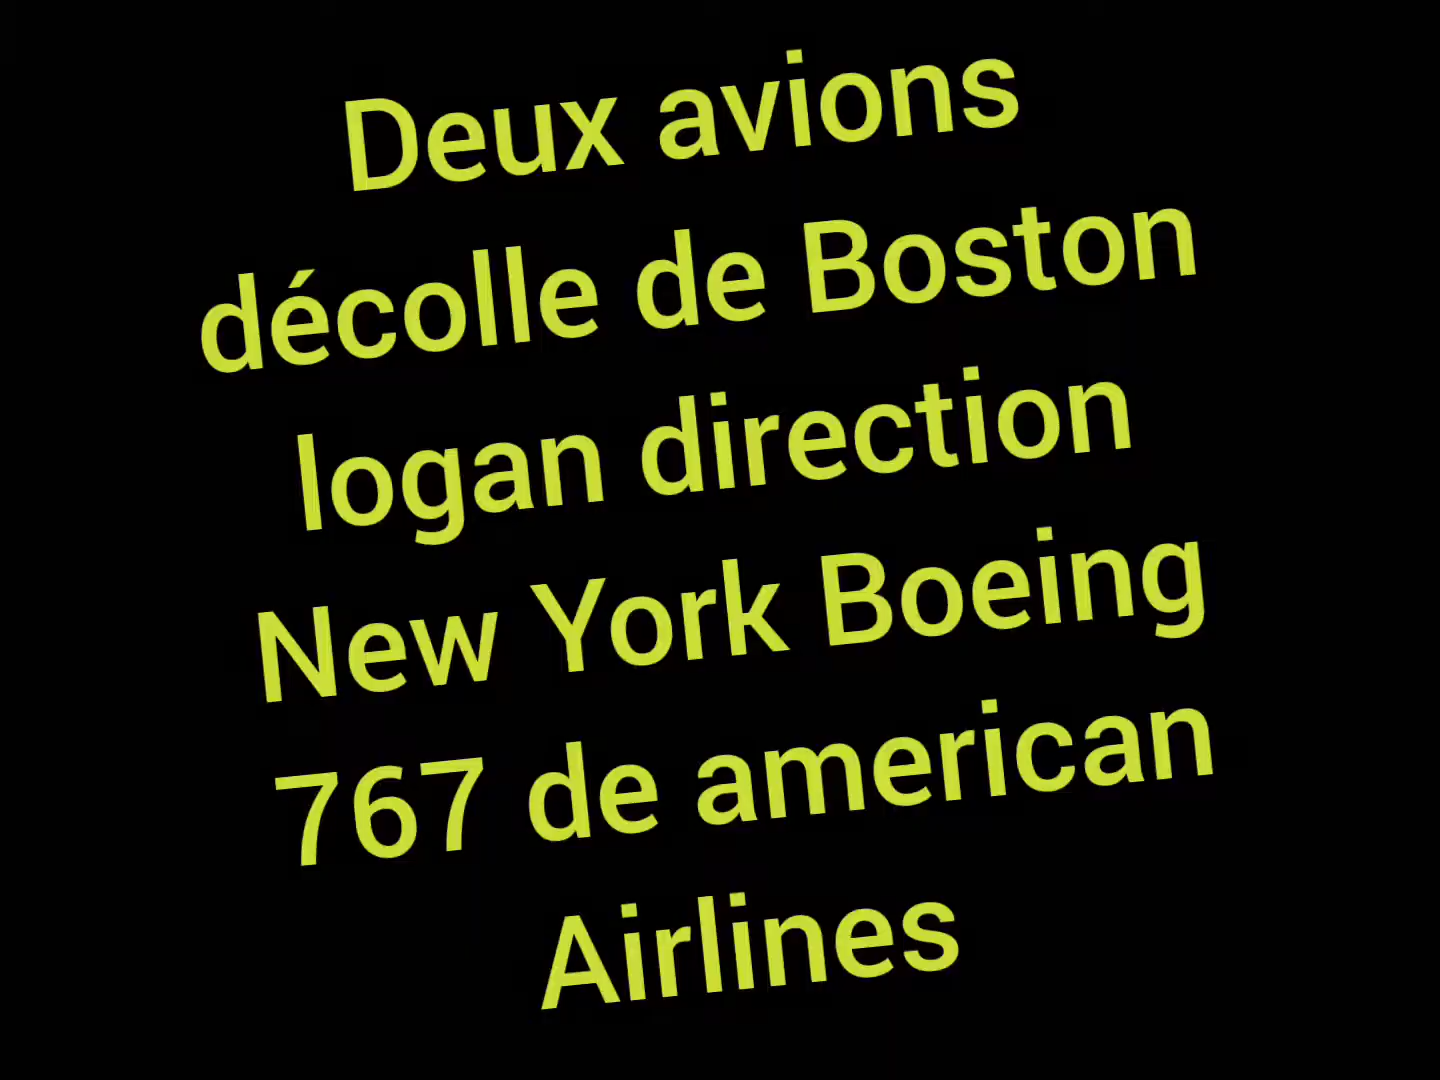 Deux avions
décolle de Boston
logan direction
New York Boeing
767 de american
Airlines